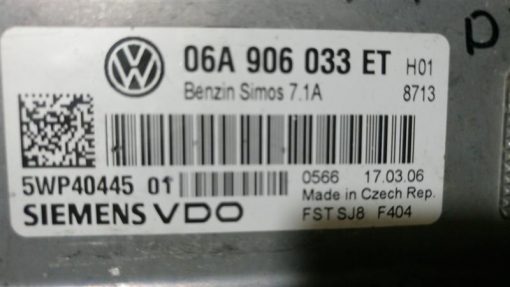 06A 906 033 ET H01
Benzin Simos 7.1A 8713
5WP40445 01 0566 17.03.06
Made in Czech Rep.
SIEMENS VDO FST SJ8 F404
P